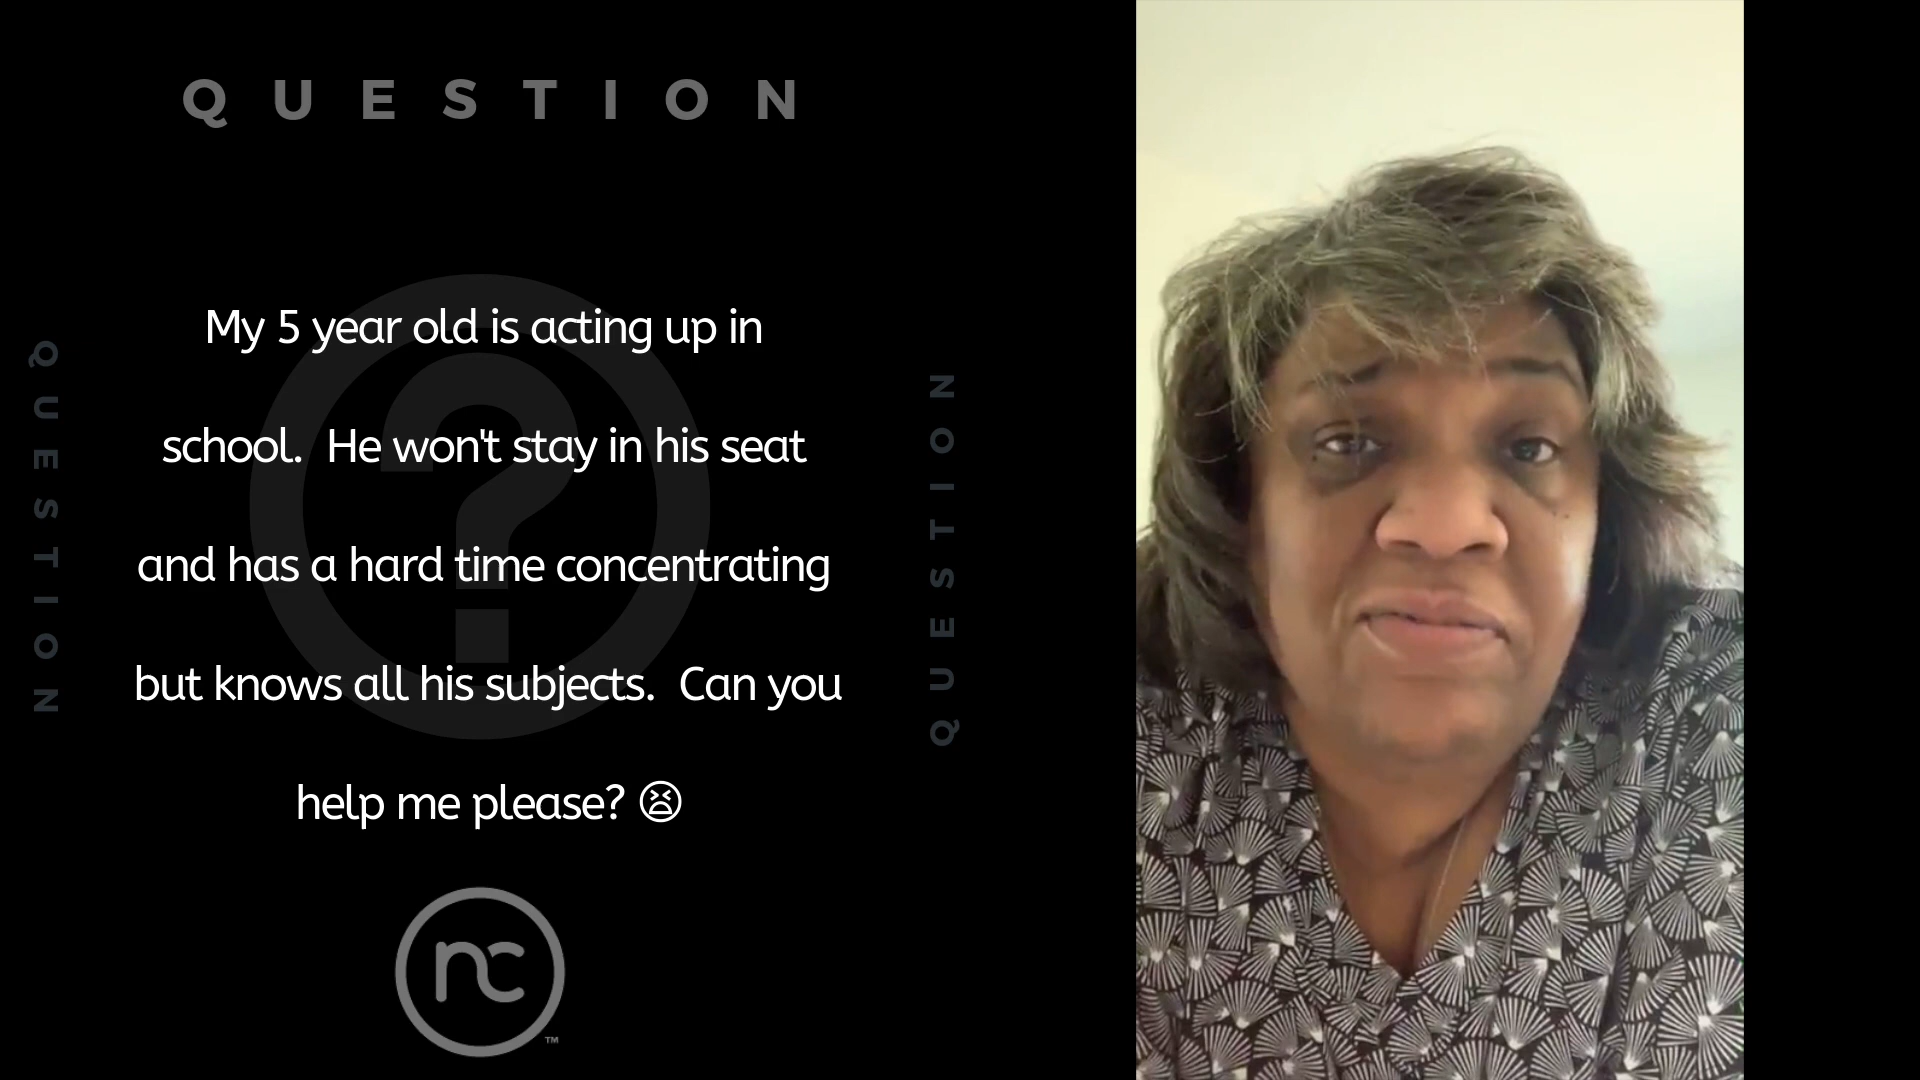 QUESTION
My 5 year old is acting up in
school.  He won't stay in his seat
and has a hard time concentrating
but knows all his subjects.  Can you
help me please? 😫
QUESTION
QUESTION
nc
™